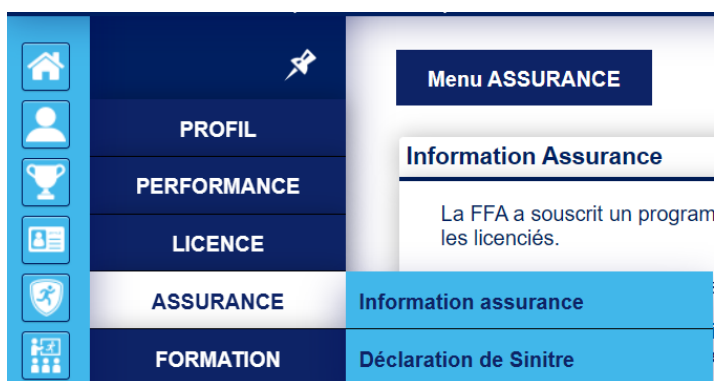 Menu ASSURANCE
PROFIL
PERFORMANCE
LICENCE
ASSURANCE
FORMATION
Information Assurance
La FFA a souscrit un program
les licenciés.
Information assurance
Déclaration de Sinitre